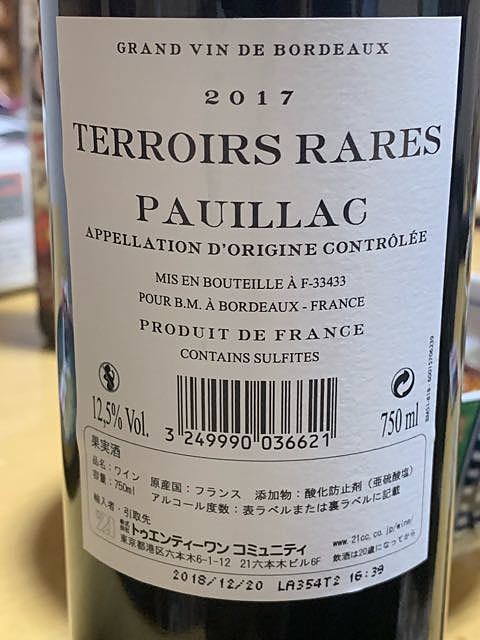 GRAND VIN DE BORDEAUX
2017
TERROIRS RARES
PAUILLAC
APPELLATION D'ORIGINE CONTRÔLÉE
MIS EN BOUTEILLE À F-33433
POUR B.M. À BORDEAUX - FRANCE
PRODUIT DE FRANCE
CONTAINS SULFITES
12,5% Vol.
3 249990 036621
750 ml
果実酒
品名：ワイン 原産国：フランス 添加物：酸化防止剤（亜硫酸塩）
容量：750ml アルコール度数：表ラベルまたは裏ラベルに記載
輸入者：引取先
株式会社 トゥエンティーワン コミュニティ www.21cc.co.jp/wine/
東京都港区六本木6-1-12 21六本木ビル6F 飲酒は20歳になってから
2018/12/20 LA354T2 16:39